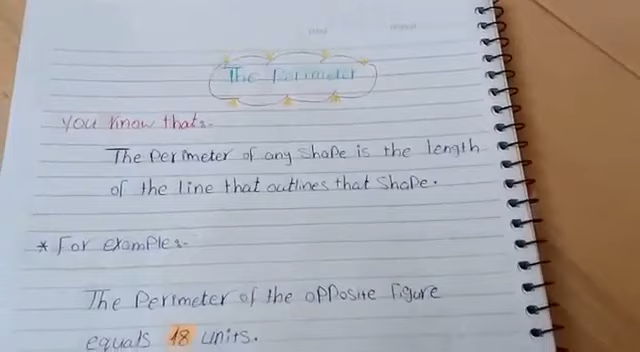 The Perimeter
You know that:-
The perimeter of any shape is the length
of the line that outlines that shape.
* For example:-
The Perimeter of the opposite figure
equals 18 units.